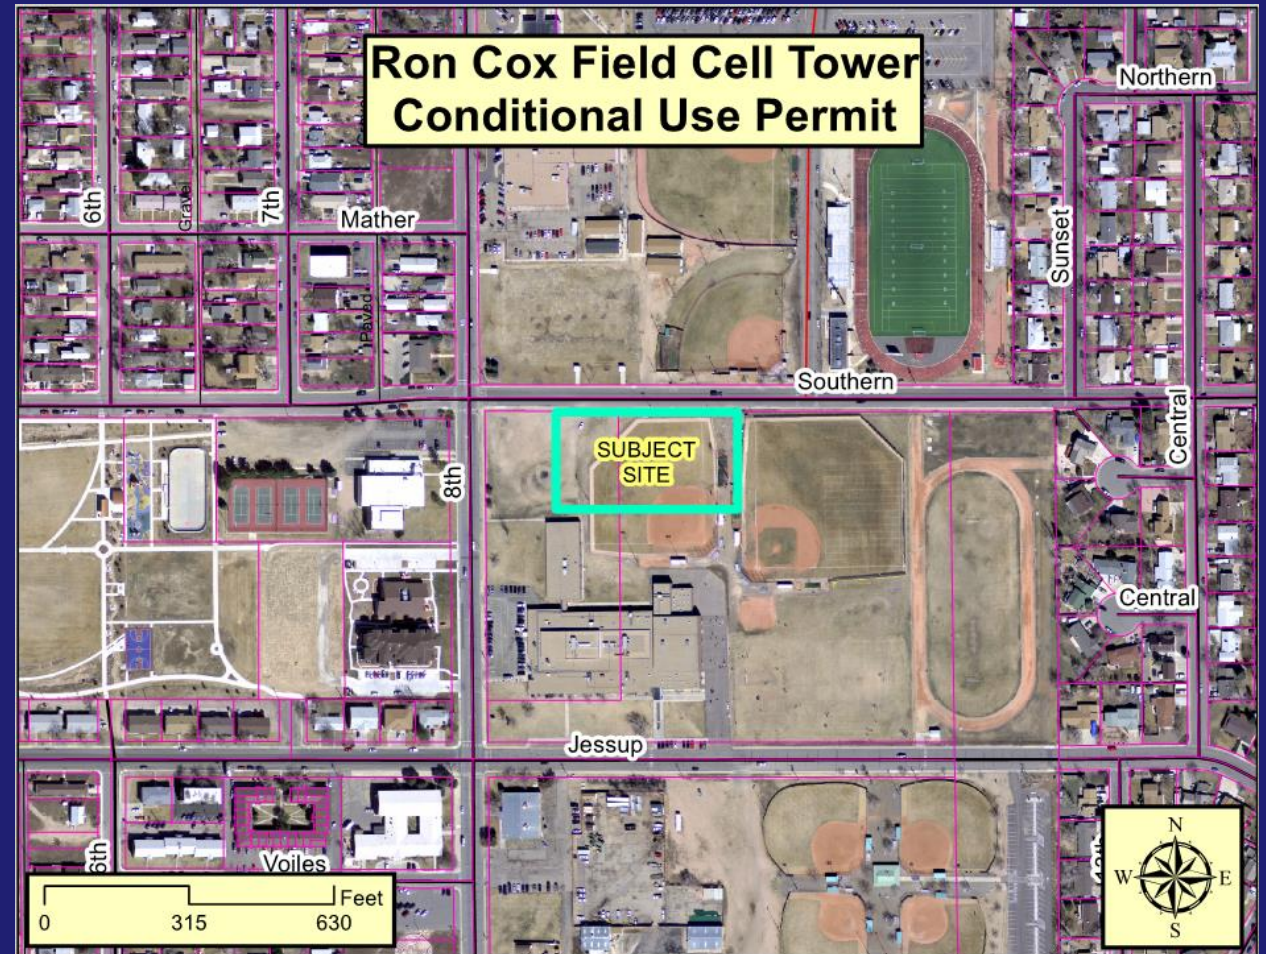 Ron Cox Field Cell Tower
Conditional Use Permit
Northern
6th
Gravel
7th
Mather
Sunset
Paved
Southern
Central
SUBJECT
SITE
8th
Central
Jessup
6th
Voiles
Feet
0 315 630
N
W E
S